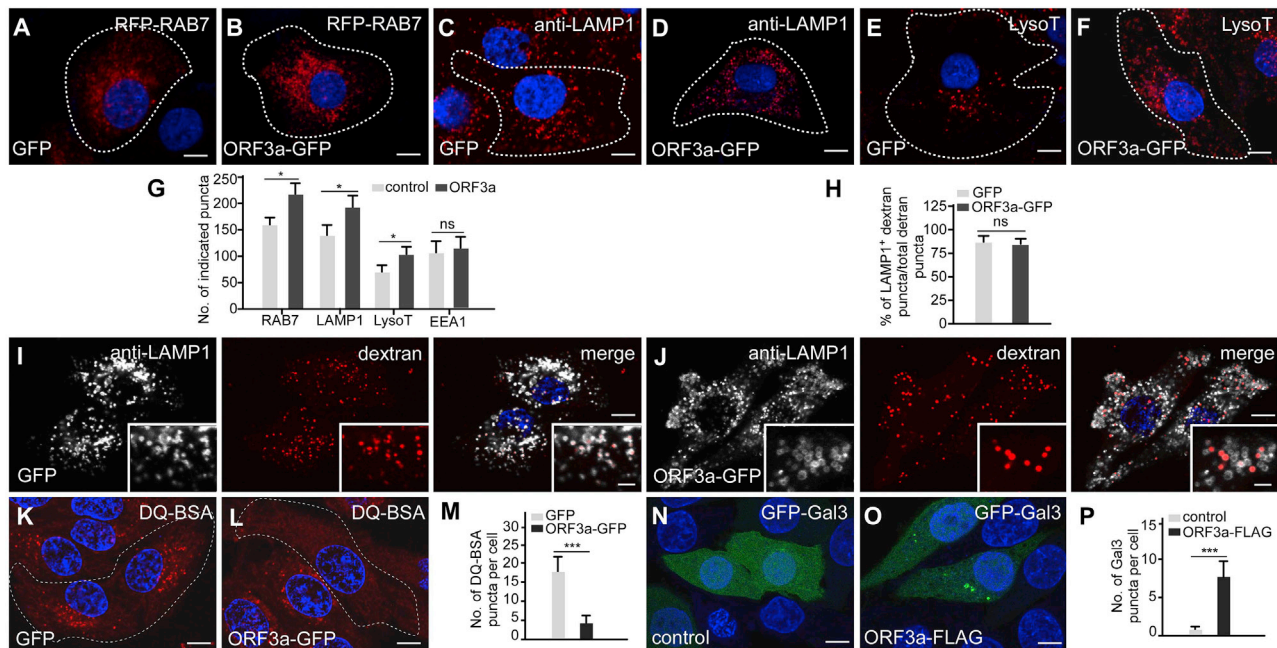 A RFP-RAB7
GFP
B RFP-RAB7
ORF3a-GFP
C anti-LAMP1
GFP
D anti-LAMP1
ORF3a-GFP
E LysoT
GFP
F LysoT
ORF3a-GFP
G
No. of indicated puncta
250
200
150
100
50
0
control ORF3a
* * * ns
RAB7 LAMP1 LysoT EEA1
H
% of LAMP1+ dextran
puncta/total detran
puncta
GFP
ORF3a-GFP
125
100
75
50
25
0
ns
I anti-LAMP1 dextran merge
GFP
J anti-LAMP1 dextran merge
ORF3a-GFP
K DQ-BSA
GFP
L DQ-BSA
ORF3a-GFP
M
No. of DQ-BSA
puncta per cell
GFP
ORF3a-GFP
30
25
20
15
10
5
0
***
N GFP-Gal3
control
O GFP-Gal3
ORF3a-FLAG
P
No. of Gal3
puncta per cell
control
ORF3a-FLAG
15
10
5
0
***